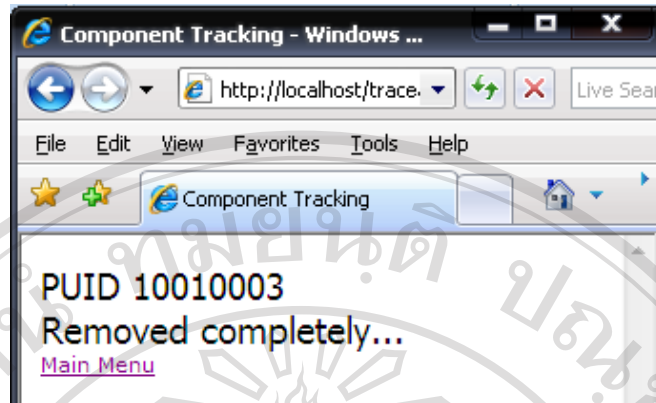 Component Tracking - Windows ...
http://localhost/trace.
Live Sear
File Edit View Favorites Tools Help
Component Tracking
PUID 10010003
Removed completely...
Main Menu